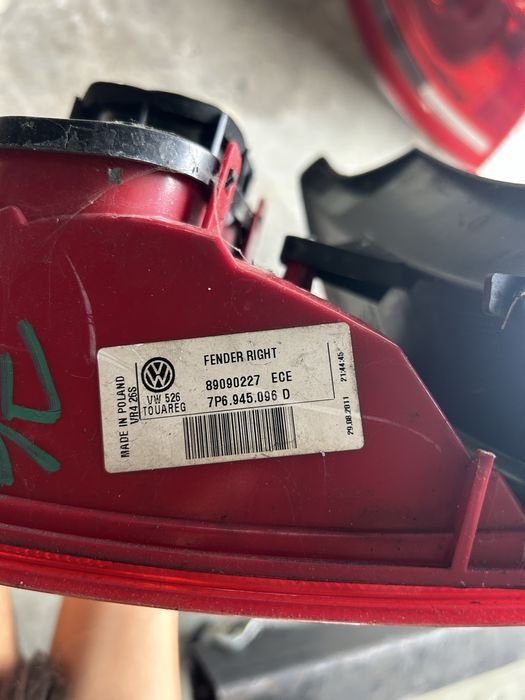 FENDER RIGHT
89090227 ECE
7P6.945.096 D
VW 526
TOUAREG
MADE IN POLAND
VR4 26S
21:44:45
29.08.2011